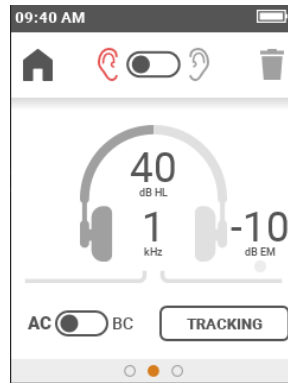 09:40 AM
40
dB HL
1
kHz
-10
dB EM
AC BC
TRACKING